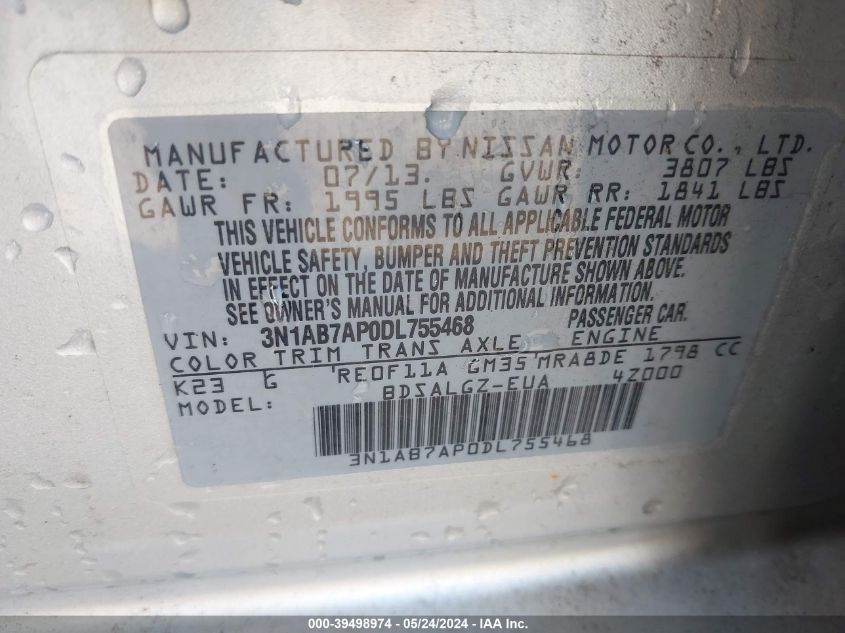 MANUFACTURED BY NISSAN MOTOR CO., LTD.
DATE: 07/13. GVWR: 3807 LBS
GAWR FR: 1995 LBS GAWR RR: 1841 LBS
THIS VEHICLE CONFORMS TO ALL APPLICABLE FEDERAL MOTOR
VEHICLE SAFETY, BUMPER AND THEFT PREVENTION STANDARDS
IN EFFECT ON THE DATE OF MANUFACTURE SHOWN ABOVE.
SEE OWNER'S MANUAL FOR ADDITIONAL INFORMATION.
VIN: 3N1AB7AP0DL755468 PASSENGER CAR.
COLOR TRIM TRANS AXLE ENGINE
K23 G RE0F11A GM35 MRA8DE 1798 CC
MODEL: BDSALGZ-EUA 4Z000
3N1AB7AP0DL755468
000-39498974 - 05/24/2024 - IAAI.com